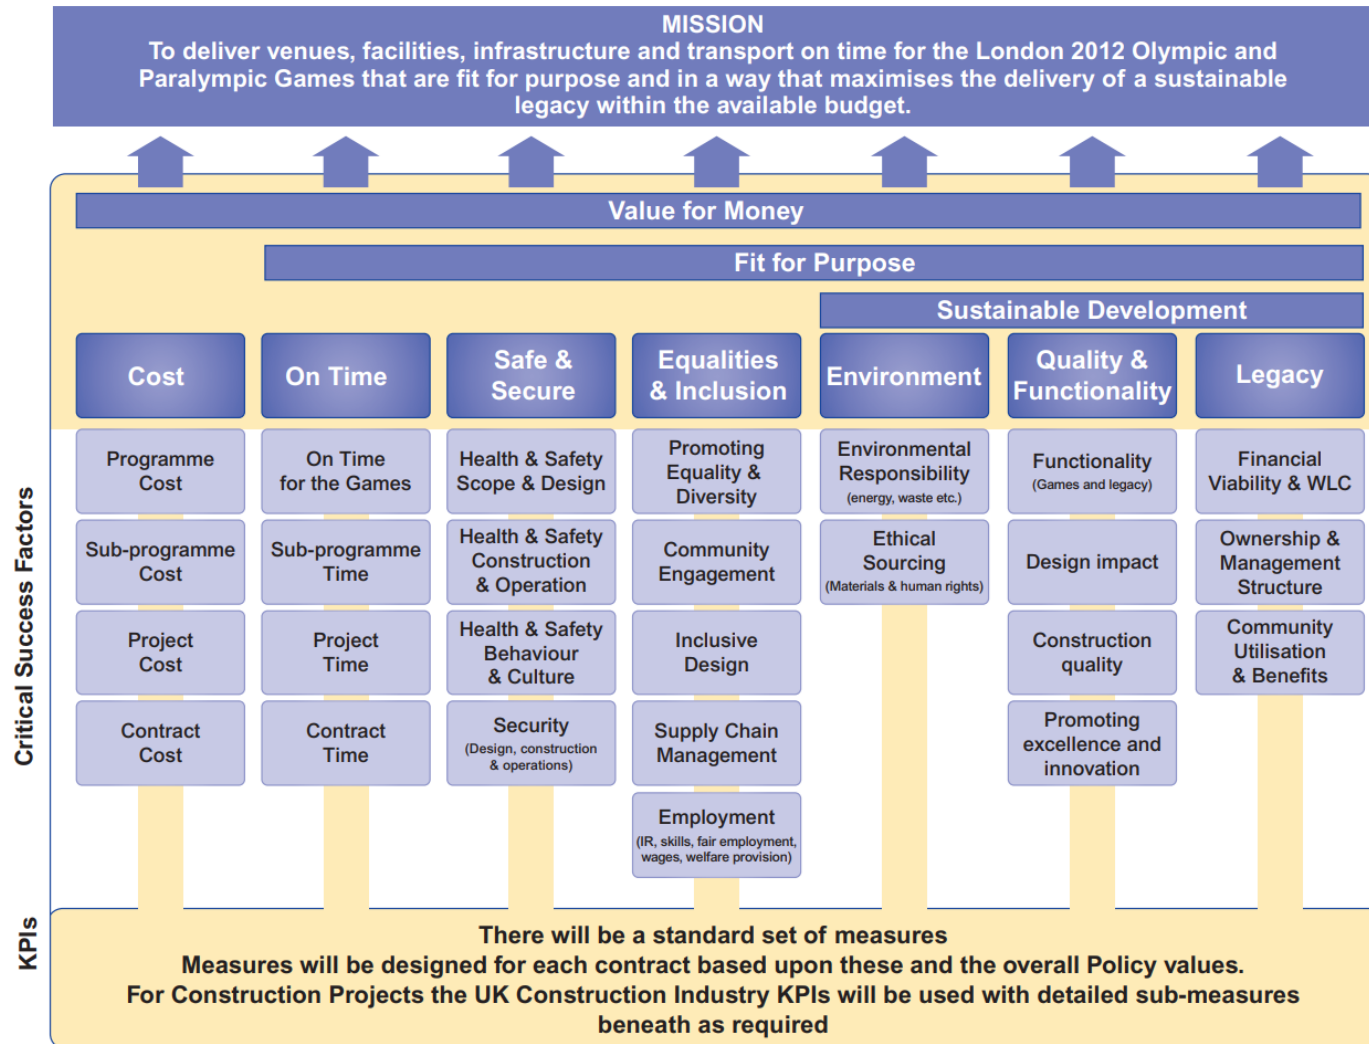 MISSION
To deliver venues, facilities, infrastructure and transport on time for the London 2012 Olympic and
Paralympic Games that are fit for purpose and in a way that maximises the delivery of a sustainable
legacy within the available budget.
Value for Money
Fit for Purpose
Sustainable Development
Critical Success Factors
Cost
Programme
Cost
Sub-programme
Cost
Project
Cost
Contract
Cost
On Time
On Time
for the Games
Sub-programme
Time
Project
Time
Contract
Time
Safe &
Secure
Health & Safety
Scope & Design
Health & Safety
Construction
& Operation
Health & Safety
Behaviour
& Culture
Security
(Design, construction
& operations)
Equalities
& Inclusion
Promoting
Equality &
Diversity
Community
Engagement
Inclusive
Design
Supply Chain
Management
Employment
(IR, skills, fair employment,
wages, welfare provision)
Environment
Environmental
Responsibility
(energy, waste etc.)
Ethical
Sourcing
(Materials & human rights)
Quality &
Functionality
Functionality
(Games and legacy)
Design impact
Construction
quality
Promoting
excellence and
innovation
Legacy
Financial
Viability & WLC
Ownership &
Management
Structure
Community
Utilisation
& Benefits
KPIs
There will be a standard set of measures
Measures will be designed for each contract based upon these and the overall Policy values.
For Construction Projects the UK Construction Industry KPIs will be used with detailed sub-measures
beneath as required